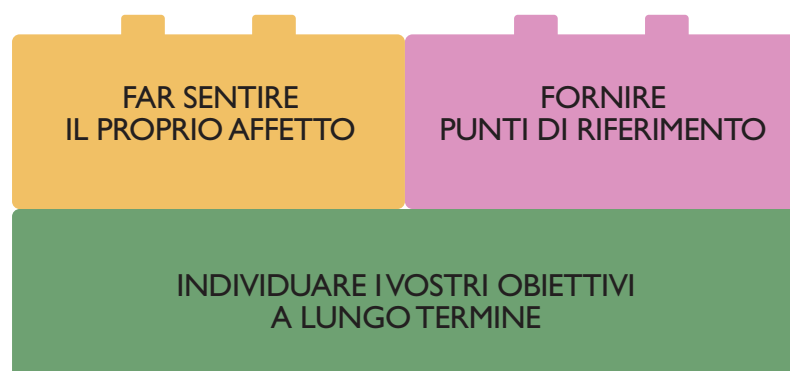 FAR SENTIRE
IL PROPRIO AFFETTO
FORNIRE
PUNTI DI RIFERIMENTO
INDIVIDUARE I VOSTRI OBIETTIVI
A LUNGO TERMINE